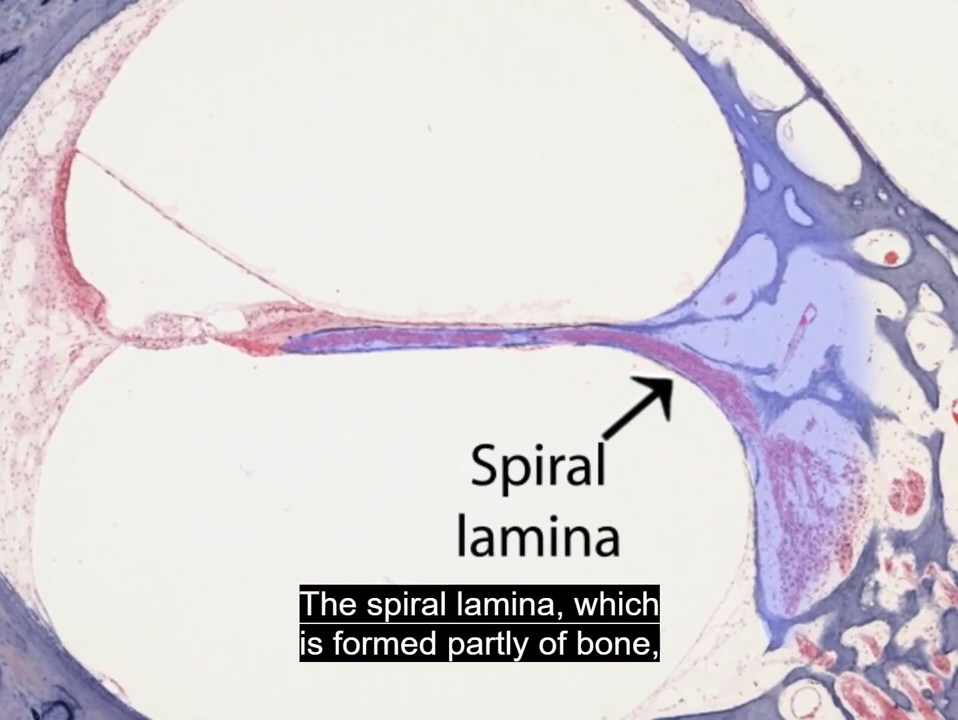 Spiral
lamina
The spiral lamina, which
is formed partly of bone,